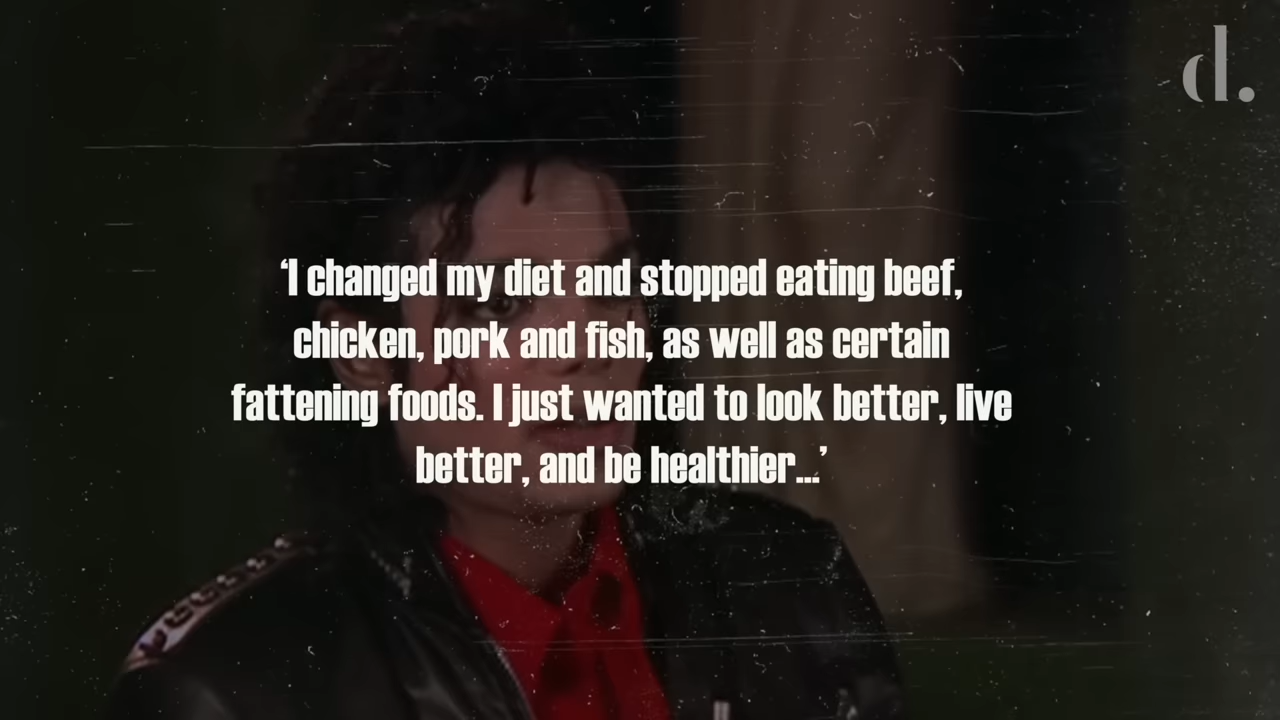 d.
‘I changed my diet and stopped eating beef,
chicken, pork and fish, as well as certain
fattening foods. I just wanted to look better, live
better, and be healthier...’